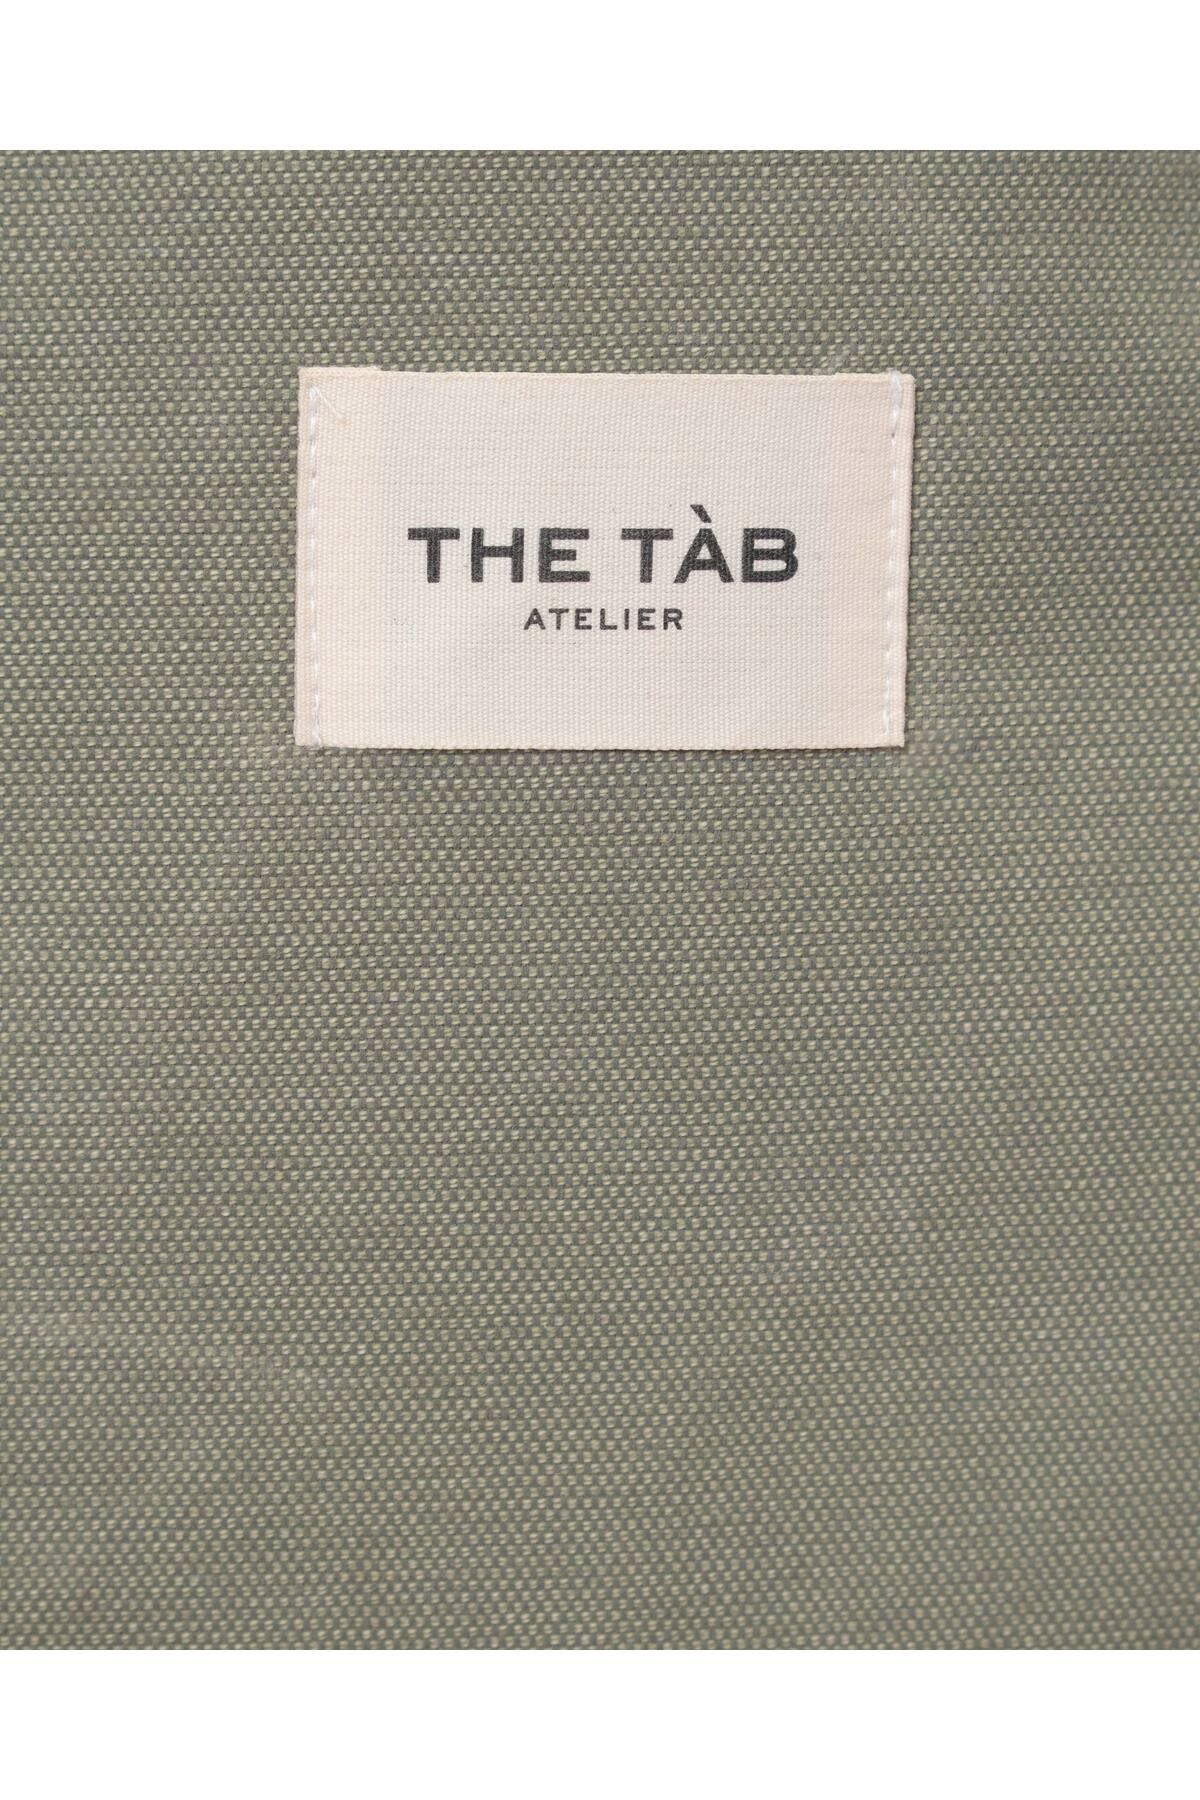 THE TÀB
ATELIER